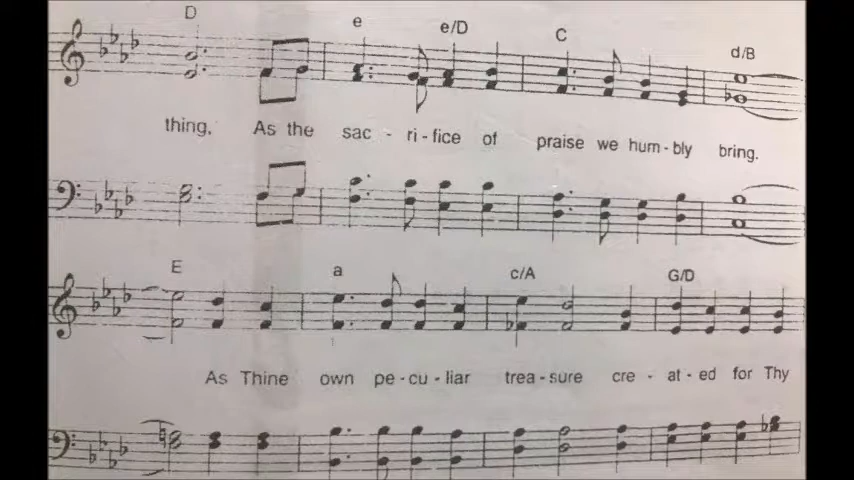 D e e/D C d/B
thing. As the sac - ri - fice of praise we hum - bly bring.
E a c/A G/D
As Thine own pe - cu - liar trea - sure cre - at - ed for Thy